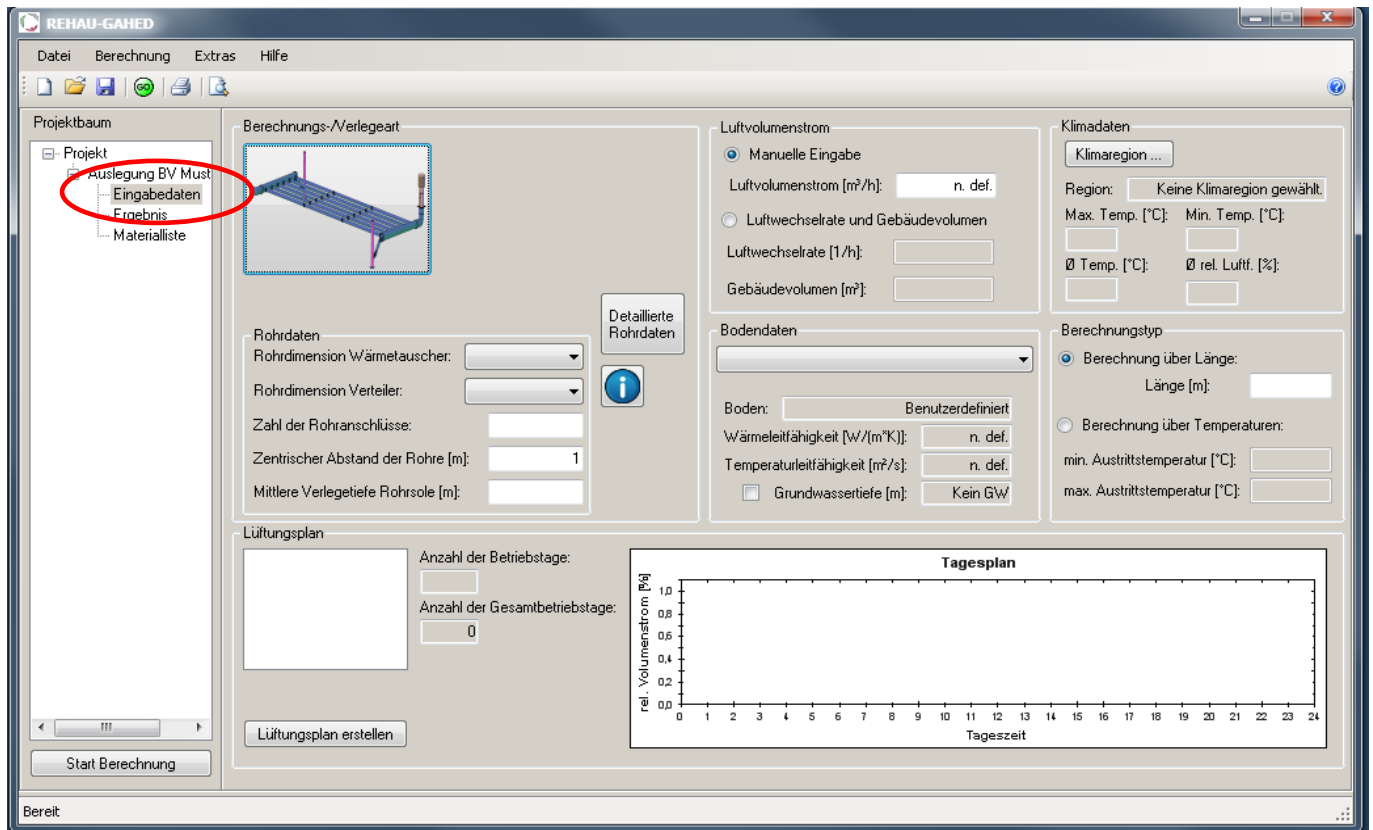 REHAU-GAHED
Datei Berechnung Extras Hilfe
GO
Projektbaum
Projekt
Auslegung BV Must
Eingabedaten
Ergebnis
Materialliste
Start Berechnung
Berechnungs-/Verlegeart
Detaillierte
Rohrdaten
Rohrdaten
Rohrdimension Wärmetauscher:
Rohrdimension Verteiler:
Zahl der Rohranschlüsse:
Zentrischer Abstand der Rohre [m]: 1
Mittlere Verlegetiefe Rohrsole [m]:
Luftvolumenstrom
Manuelle Eingabe
Luftvolumenstrom [m³/h]: n. def.
Luftwechselrate und Gebäudevolumen
Luftwechselrate [1/h]:
Gebäudevolumen [m³]:
Klimadaten
Klimaregion ...
Region: Keine Klimaregion gewählt.
Max. Temp. [°C]: Min. Temp. [°C]:
Ø Temp. [°C]: Ø rel. Luftf. [%]:
Bodendaten
Boden: Benutzerdefiniert
Wärmeleitfähigkeit [W/(m*K)]: n. def.
Temperaturleitfähigkeit [m²/s]: n. def.
Grundwassertiefe [m]: Kein GW
Berechnungstyp
Berechnung über Länge:
Länge [m]:
Berechnung über Temperaturen:
min. Austrittstemperatur [°C]:
max. Austrittstemperatur [°C]:
Lüftungsplan
Anzahl der Betriebstage:
Anzahl der Gesamtbetriebstage:
0
Lüftungsplan erstellen
Tagesplan
rel. Volumenstrom [%]
1,0
0,8
0,6
0,4
0,2
0,0
0 1 2 3 4 5 6 7 8 9 10 11 12 13 14 15 16 17 18 19 20 21 22 23 24
Tageszeit
Bereit